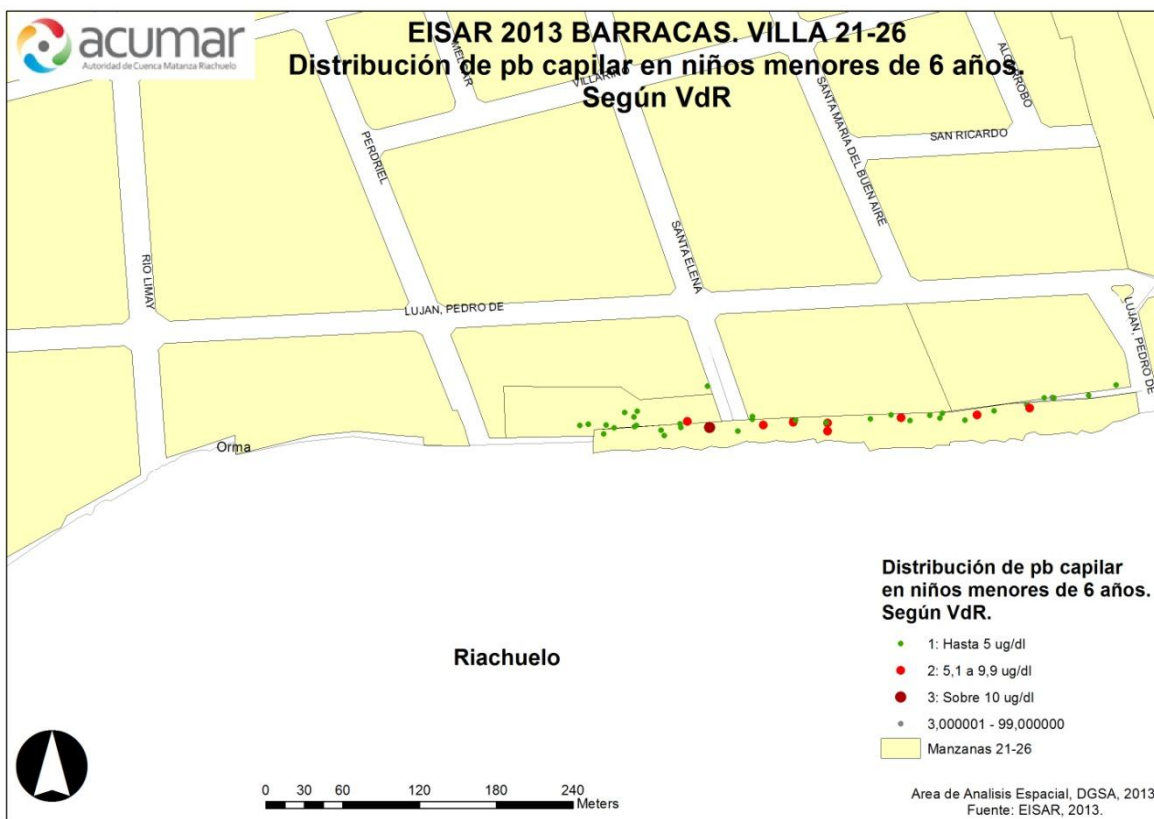 acumar
Autoridad de Cuenca Matanza Riachuelo
EISAR 2013 BARRACAS. VILLA 21-26
Distribución de pb capilar en niños menores de 6 años.
Según VdR
MELGAR
VILLARINO
ALGARROBO
SAN RICARDO
PERDRIEL
SANTA MARIA DEL BUEN AIRE
SANTA ELENA
RIO LIMAY
LUJAN, PEDRO DE
LUJAN, PEDRO DE
Orma
Riachuelo
Distribución de pb capilar
en niños menores de 6 años.
Según VdR.
1: Hasta 5 ug/dl
2: 5,1 a 9,9 ug/dl
3: Sobre 10 ug/dl
3,000001 - 99,000000
Manzanas 21-26
0 30 60 120 180 240
Meters
Area de Analisis Espacial, DGSA, 2013
Fuente: EISAR, 2013.